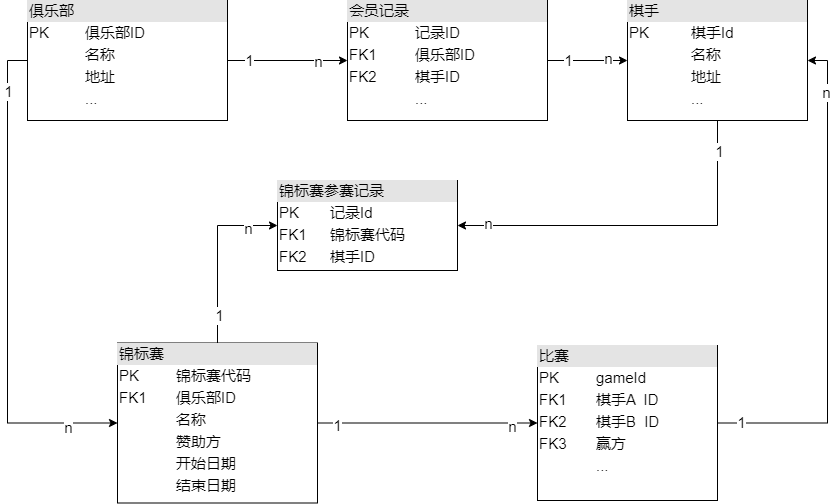 俱乐部
PK 俱乐部ID
名称
地址
...
会员记录
PK 记录ID
FK1 俱乐部ID
FK2 棋手ID
...
棋手
PK 棋手Id
名称
地址
...
1
n
1
n
1
n
1
锦标赛参赛记录
PK 记录Id
FK1 锦标赛代码
FK2 棋手ID
n
n
1
锦标赛
PK 锦标赛代码
FK1 俱乐部ID
名称
赞助方
开始日期
结束日期
比赛
PK gameId
FK1 棋手A ID
FK2 棋手B ID
FK3 赢方
...
n
1
n
1